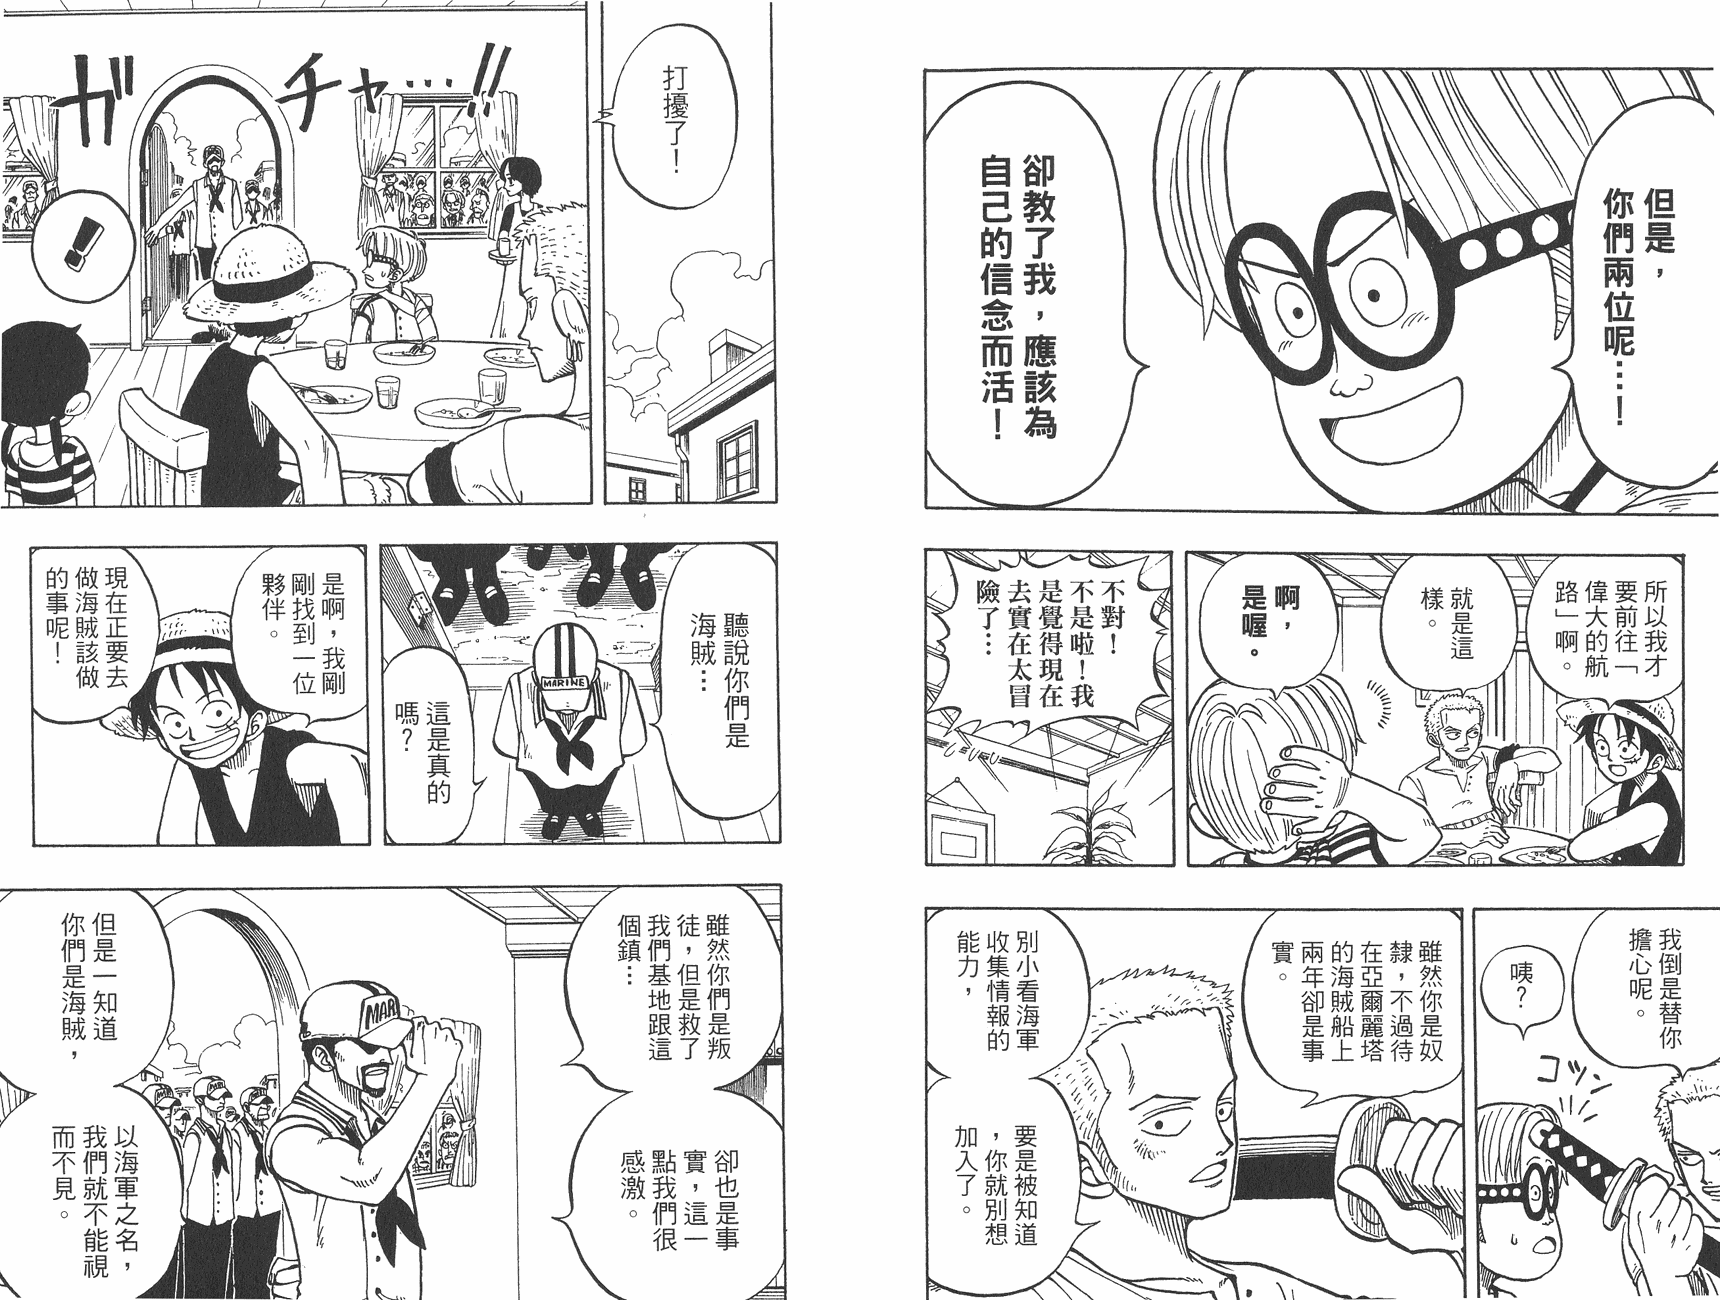 但是，
你們兩位呢…！
卻教了我，應該為
自己的信念而活！
所以我才
要前往「
偉大的航
路」啊。
就是這
樣。
啊，
是喔。
不對！
不是啦！我
是覺得現在
去實在太冒
險了…
我倒是替你
擔心呢。
咦？
コツン
雖然你是奴
隸，不過待
在亞爾麗塔
的海賊船上
兩年卻是事
實。
別小看海軍
收集情報的
能力，
要是被知道
，你就別想
加入了。
打擾了！
ガチャ…!!
!
聽說你們是
海賊…
這是真的
嗎？
MARINE
是啊，我剛
剛找到一位
夥伴。
現在正要去
做海賊該做
的事呢！
雖然你們是叛
徒，但是救了
我們基地跟這
個鎮…
卻也是事
實，這一
點我們很
感激。
MARI
MARI
但是一知道
你們是海賊，
以海軍之名，
我們就不能視
而不見。